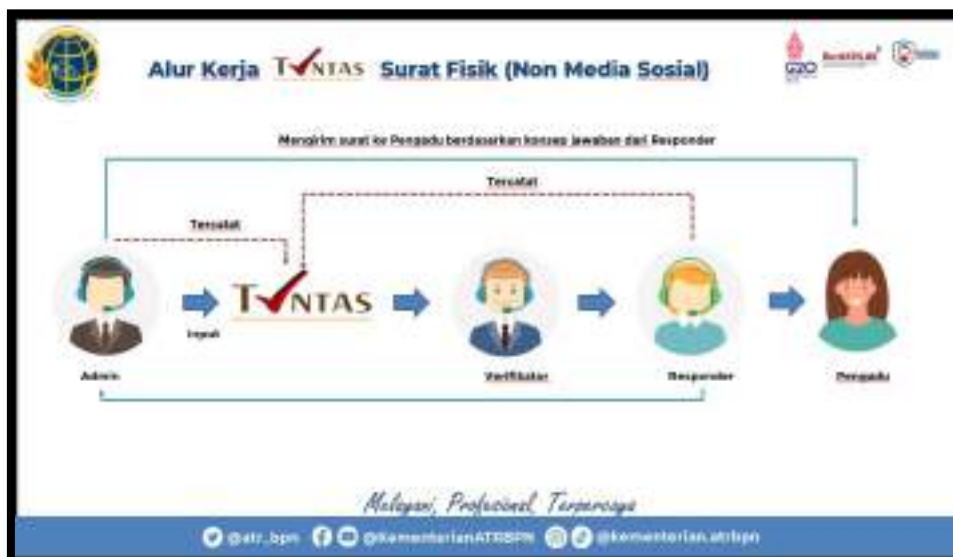 Alur Kerja TUNTAS Surat Fisik (Non Media Sosial)
G20
Mengirim surat ke Pengadu berdasarkan konsep jawaban dari Responder
Tercatat
Tercatat
TUNTAS
Input
Admin
Verifikator
Responder
Pengadu
Melayani, Profesional, Terpercaya
@atr_bpn @KementerianATRBPN @kementerian.atrbpn